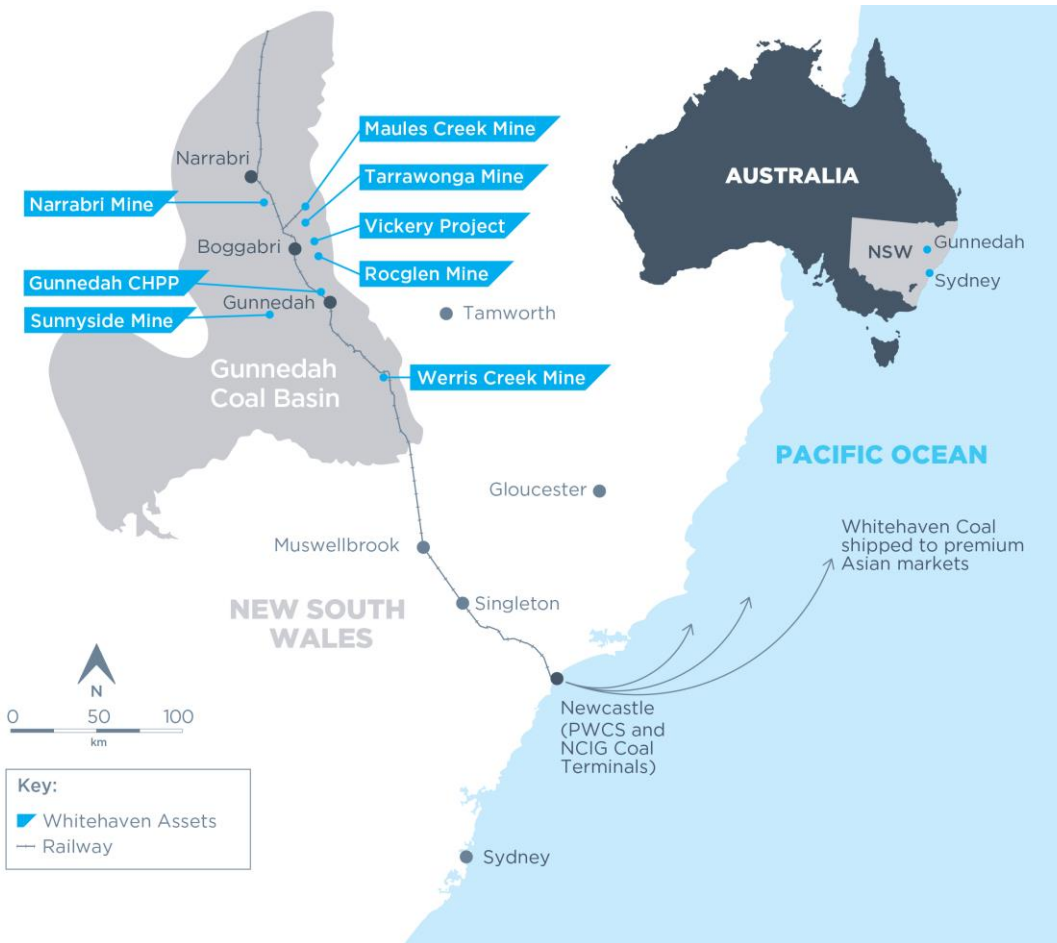 Maules Creek Mine
Narrabri
Tarrawonga Mine
Narrabri Mine
Vickery Project
Boggabri
Rocglen Mine
Gunnedah CHPP
Gunnedah
Sunnyside Mine
Tamworth
Gunnedah
Coal Basin
Werris Creek Mine
AUSTRALIA
NSW
Gunnedah
Sydney
PACIFIC OCEAN
Gloucester
Whitehaven Coal
shipped to premium
Asian markets
Muswellbrook
NEW SOUTH
WALES
Singleton
N
0 50 100
km
Newcastle
(PWCS and
NCIG Coal
Terminals)
Key:
Whitehaven Assets
Railway
Sydney